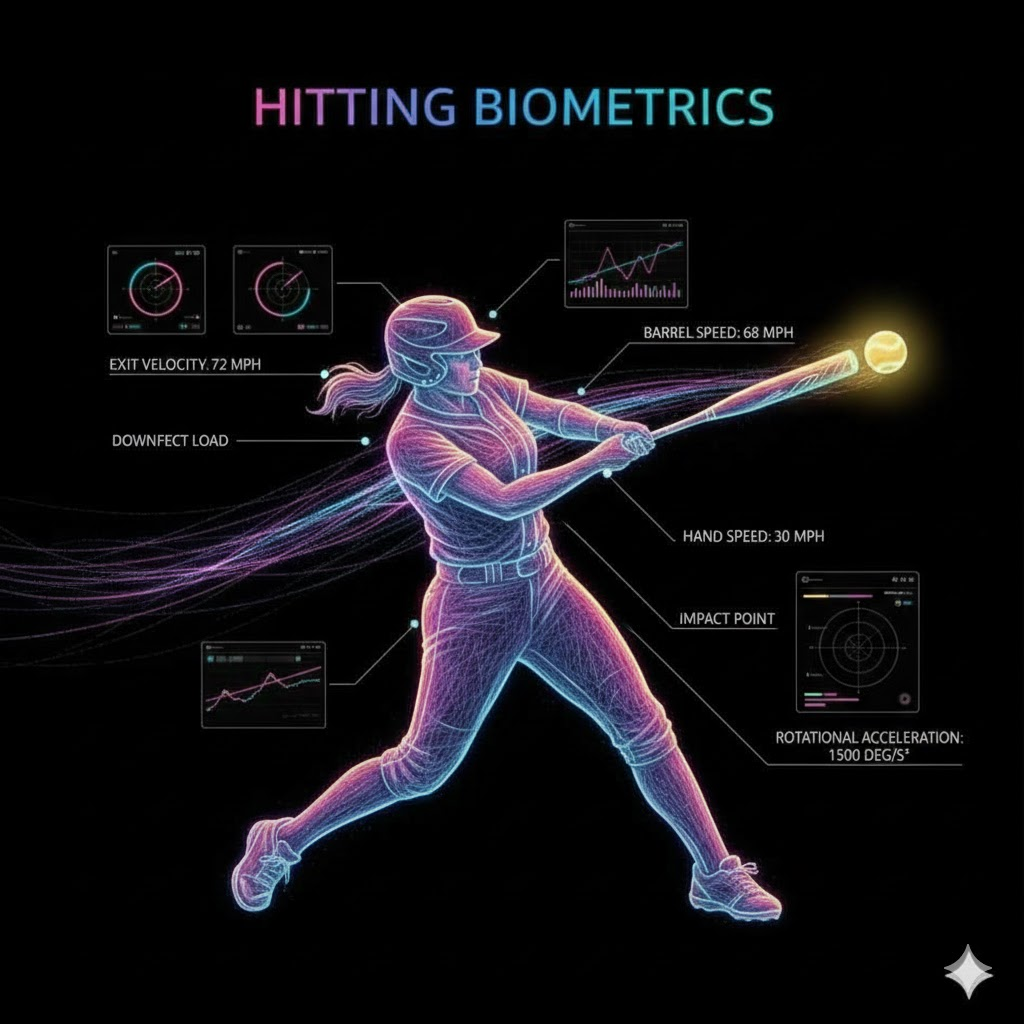 HITTING BIOMETRICS
EXIT VELOCITY: 72 MPH
BARREL SPEED: 68 MPH
DOWNFECT LOAD
HAND SPEED: 30 MPH
IMPACT POINT
ROTATIONAL ACCELERATION:
1500 DEG/S²